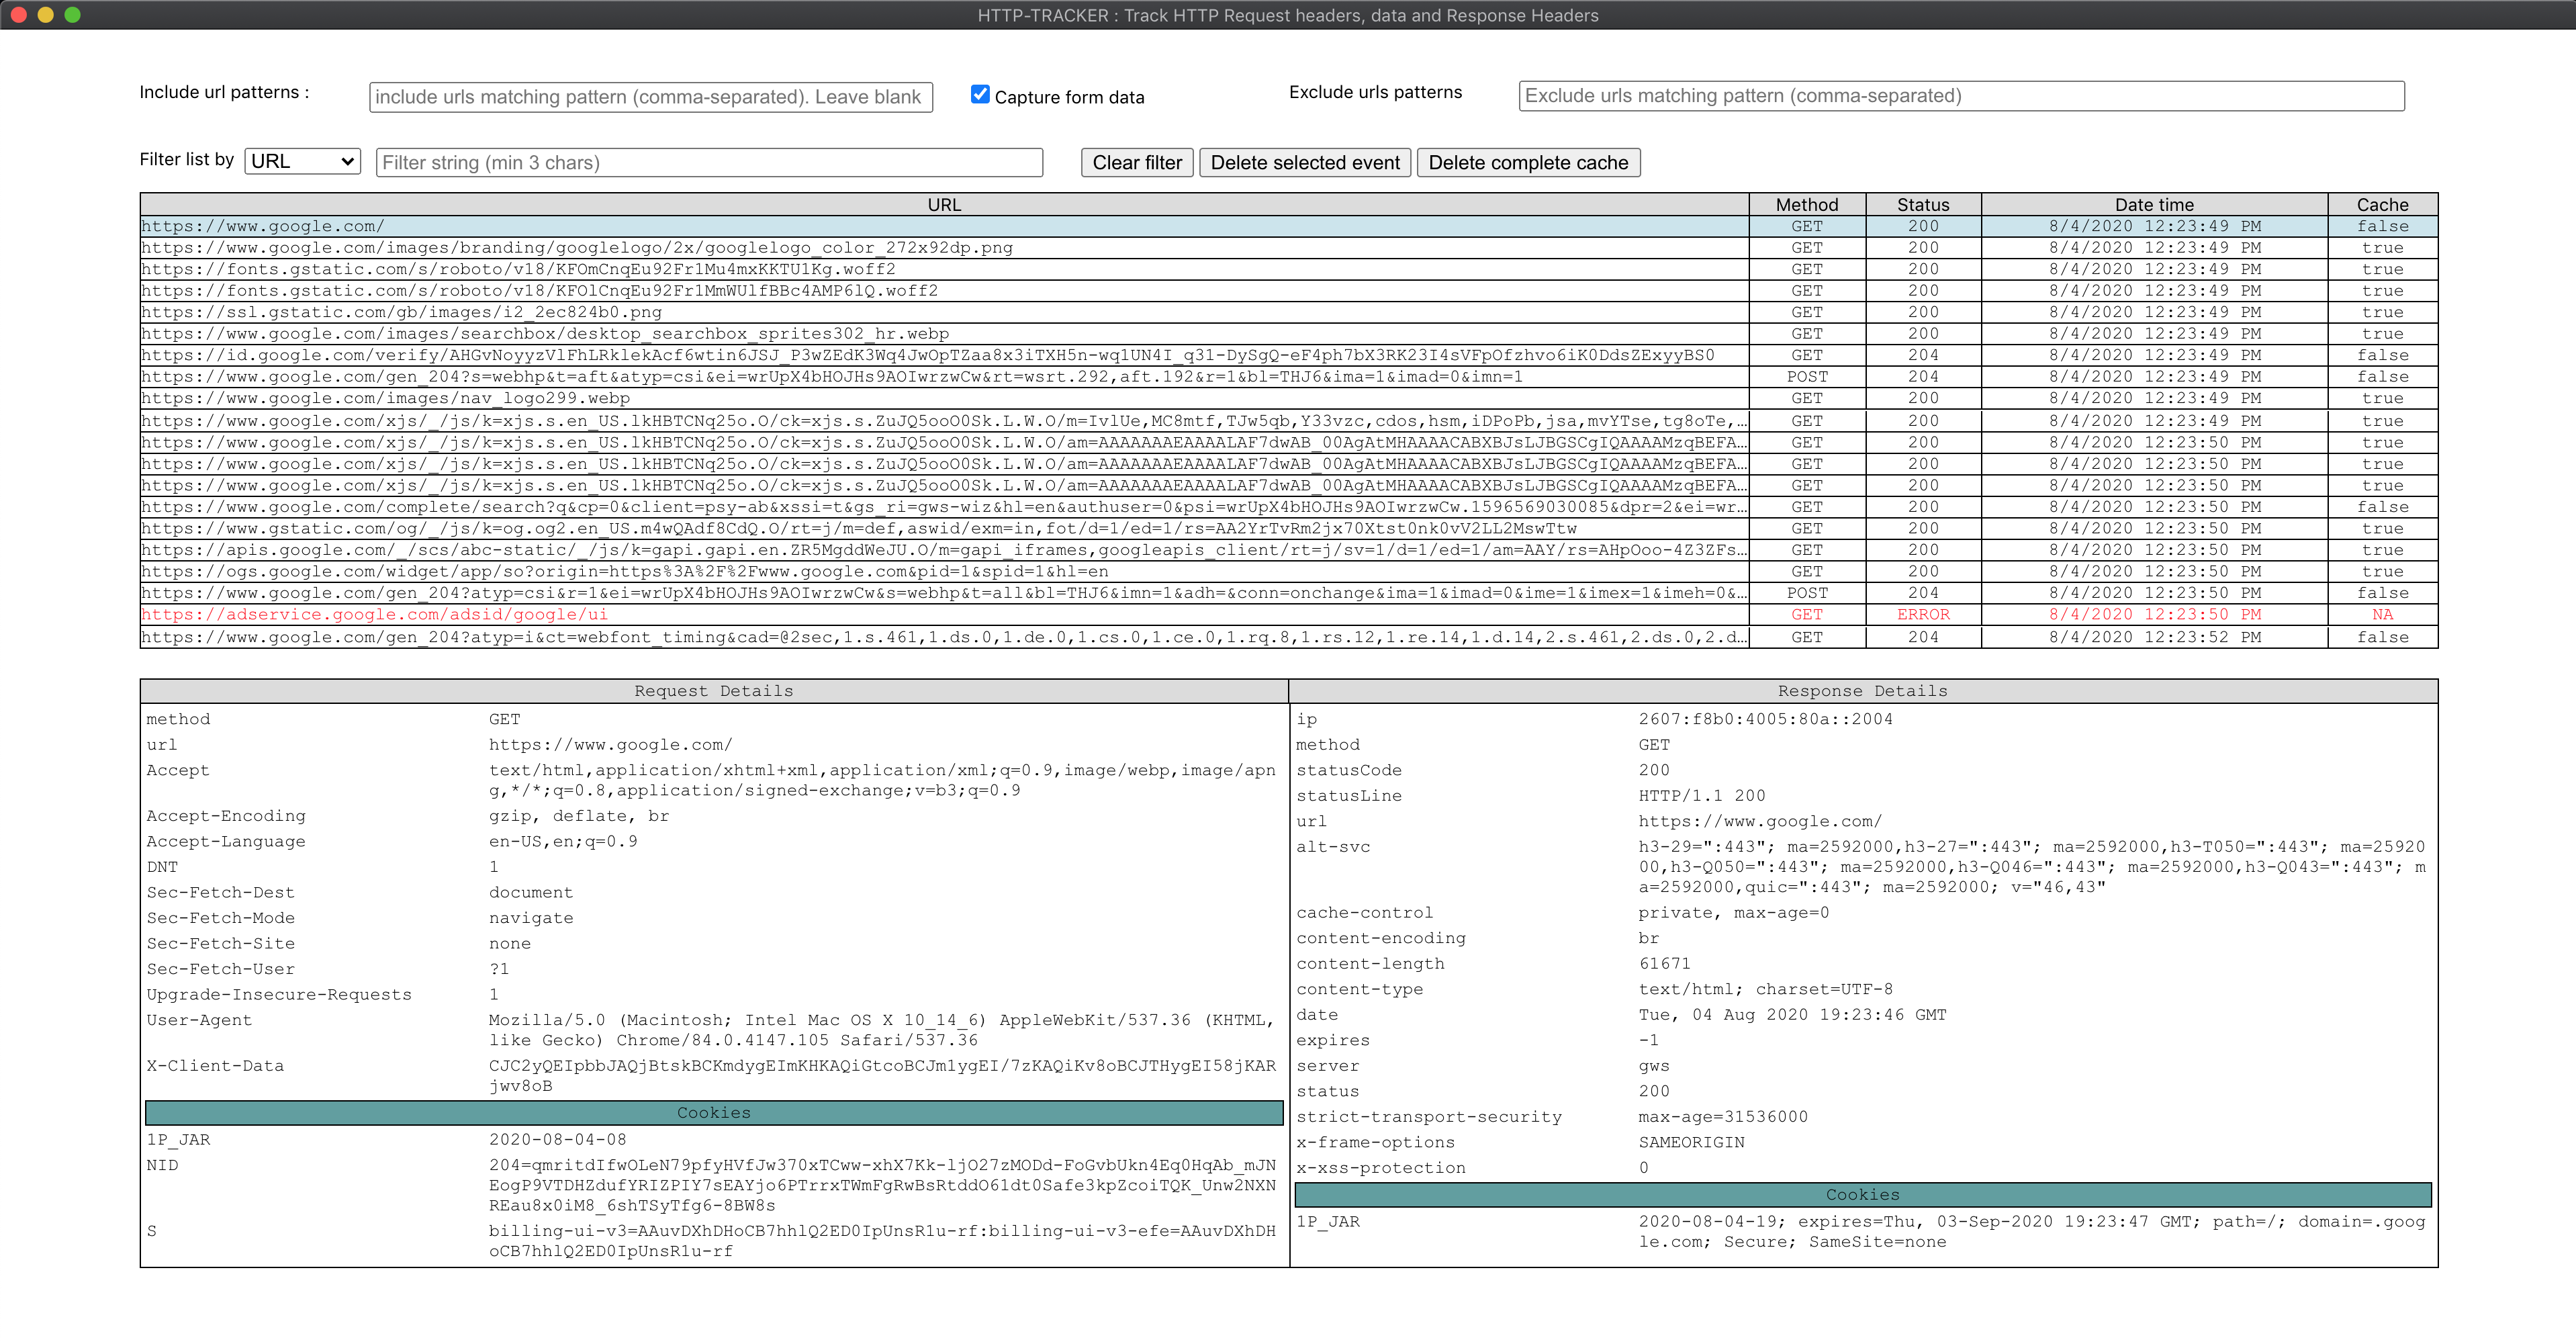 HTTP-TRACKER : Track HTTP Request headers, data and Response Headers
Include url patterns :
include urls matching pattern (comma-separated). Leave blank
Capture form data
Exclude urls patterns
Exclude urls matching pattern (comma-separated)
Filter list by
URL
Filter string (min 3 chars)
Clear filter
Delete selected event
Delete complete cache
URL Method Status Date time Cache
https://www.google.com/ GET 200 8/4/2020 12:23:49 PM false
https://www.google.com/images/branding/googlelogo/2x/googlelogo_color_272x92dp.png GET 200 8/4/2020 12:23:49 PM true
https://fonts.gstatic.com/s/roboto/v18/KFOmCnqEu92Fr1Mu4mxKKTU1Kg.woff2 GET 200 8/4/2020 12:23:49 PM true
https://fonts.gstatic.com/s/roboto/v18/KFOlCnqEu92Fr1MmWUlfBBc4AMP6lQ.woff2 GET 200 8/4/2020 12:23:49 PM true
https://ssl.gstatic.com/gb/images/i2_2ec824b0.png GET 200 8/4/2020 12:23:49 PM true
https://www.google.com/images/searchbox/desktop_searchbox_sprites302_hr.webp GET 200 8/4/2020 12:23:49 PM true
https://id.google.com/verify/AHGvNoyyzVlFhLRklekAcf6wtin6JSJ_P3wZEdK3Wq4JwOpTZaa8x3iTXH5n-wq1UN4I_q31-DySgQ-eF4ph7bX3RK23I4sVFpOfzhvo6iK0DdsZExyyBS0 GET 204 8/4/2020 12:23:49 PM false
https://www.google.com/gen_204?s=webhp&t=aft&atyp=csi&ei=wrUpX4bHOJHs9AOIwrzwCw&rt=wsrt.292,aft.192&r=1&bl=THJ6&ima=1&imad=0&imn=1 POST 204 8/4/2020 12:23:49 PM false
https://www.google.com/images/nav_logo299.webp GET 200 8/4/2020 12:23:49 PM true
https://www.google.com/xjs/_/js/k=xjs.s.en_US.lkHBTCNq25o.O/ck=xjs.s.ZuJQ5ooO0Sk.L.W.O/m=IvlUe,MC8mtf,TJw5qb,Y33vzc,cdos,hsm,iDPoPb,jsa,mvYTse,tg8oTe,… GET 200 8/4/2020 12:23:49 PM true
https://www.google.com/xjs/_/js/k=xjs.s.en_US.lkHBTCNq25o.O/ck=xjs.s.ZuJQ5ooO0Sk.L.W.O/am=AAAAAAAEAAAALAF7dwAB_00AgAtMHAAAACABXBJsLJBGSCgIQAAAAMzqBEFA… GET 200 8/4/2020 12:23:50 PM true
https://www.google.com/xjs/_/js/k=xjs.s.en_US.lkHBTCNq25o.O/ck=xjs.s.ZuJQ5ooO0Sk.L.W.O/am=AAAAAAAEAAAALAF7dwAB_00AgAtMHAAAACABXBJsLJBGSCgIQAAAAMzqBEFA… GET 200 8/4/2020 12:23:50 PM true
https://www.google.com/xjs/_/js/k=xjs.s.en_US.lkHBTCNq25o.O/ck=xjs.s.ZuJQ5ooO0Sk.L.W.O/am=AAAAAAAEAAAALAF7dwAB_00AgAtMHAAAACABXBJsLJBGSCgIQAAAAMzqBEFA… GET 200 8/4/2020 12:23:50 PM true
https://www.google.com/complete/search?q&cp=0&client=psy-ab&xssi=t&gs_ri=gws-wiz&hl=en&authuser=0&psi=wrUpX4bHOJHs9AOIwrzwCw.1596569030085&dpr=2&ei=wr… GET 200 8/4/2020 12:23:50 PM false
https://www.gstatic.com/og/_/js/k=og.og2.en_US.m4wQAdf8CdQ.O/rt=j/m=def,aswid/exm=in,fot/d=1/ed=1/rs=AA2YrTvRm2jx70Xtst0nk0vV2LL2MswTtw GET 200 8/4/2020 12:23:50 PM true
https://apis.google.com/_/scs/abc-static/_/js/k=gapi.gapi.en.ZR5MgddWeJU.O/m=gapi_iframes,googleapis_client/rt=j/sv=1/d=1/ed=1/am=AAY/rs=AHpOoo-4Z3ZFs… GET 200 8/4/2020 12:23:50 PM true
https://ogs.google.com/widget/app/so?origin=https%3A%2F%2Fwww.google.com&pid=1&spid=1&hl=en GET 200 8/4/2020 12:23:50 PM true
https://www.google.com/gen_204?atyp=csi&r=1&ei=wrUpX4bHOJHs9AOIwrzwCw&s=webhp&t=all&bl=THJ6&imn=1&adh=&conn=onchange&ima=1&imad=0&ime=1&imex=1&imeh=0&… POST 204 8/4/2020 12:23:50 PM false
https://adservice.google.com/adsid/google/ui GET ERROR 8/4/2020 12:23:50 PM NA
https://www.google.com/gen_204?atyp=i&ct=webfont_timing&cad=@2sec,1.s.461,1.ds.0,1.de.0,1.cs.0,1.ce.0,1.rq.8,1.rs.12,1.re.14,1.d.14,2.s.461,2.ds.0,2.d… GET 204 8/4/2020 12:23:52 PM false
Request Details
method GET
url https://www.google.com/
Accept text/html,application/xhtml+xml,application/xml;q=0.9,image/webp,image/apn
g,*/*;q=0.8,application/signed-exchange;v=b3;q=0.9
Accept-Encoding gzip, deflate, br
Accept-Language en-US,en;q=0.9
DNT 1
Sec-Fetch-Dest document
Sec-Fetch-Mode navigate
Sec-Fetch-Site none
Sec-Fetch-User ?1
Upgrade-Insecure-Requests 1
User-Agent Mozilla/5.0 (Macintosh; Intel Mac OS X 10_14_6) AppleWebKit/537.36 (KHTML,
like Gecko) Chrome/84.0.4147.105 Safari/537.36
X-Client-Data CJC2yQEIpbbJAQjBtskBCKmdygEImKHKAQiGtcoBCJm1ygEI/7zKAQiKv8oBCJTHygEI58jKAR
jwv8oB
Cookies
1P_JAR 2020-08-04-08
NID 204=qmritdIfwOLeN79pfyHVfJw370xTCww-xhX7Kk-ljO27zMODd-FoGvbUkn4Eq0HqAb_mJN
EogP9VTDHZdufYRIZPIY7sEAYjo6PTrrxTWmFgRwBsRtddO61dt0Safe3kpZcoiTQK_Unw2NXN
REau8x0iM8_6shTSyTfg6-8BW8s
S billing-ui-v3=AAuvDXhDHoCB7hhlQ2ED0IpUnsR1u-rf:billing-ui-v3-efe=AAuvDXhDH
oCB7hhlQ2ED0IpUnsR1u-rf
Response Details
ip 2607:f8b0:4005:80a::2004
method GET
statusCode 200
statusLine HTTP/1.1 200
url https://www.google.com/
alt-svc h3-29=":443"; ma=2592000,h3-27=":443"; ma=2592000,h3-T050=":443"; ma=25920
00,h3-Q050=":443"; ma=2592000,h3-Q046=":443"; ma=2592000,h3-Q043=":443"; m
a=2592000,quic=":443"; ma=2592000; v="46,43"
cache-control private, max-age=0
content-encoding br
content-length 61671
content-type text/html; charset=UTF-8
date Tue, 04 Aug 2020 19:23:46 GMT
expires -1
server gws
status 200
strict-transport-security max-age=31536000
x-frame-options SAMEORIGIN
x-xss-protection 0
Cookies
1P_JAR 2020-08-04-19; expires=Thu, 03-Sep-2020 19:23:47 GMT; path=/; domain=.goog
le.com; Secure; SameSite=none